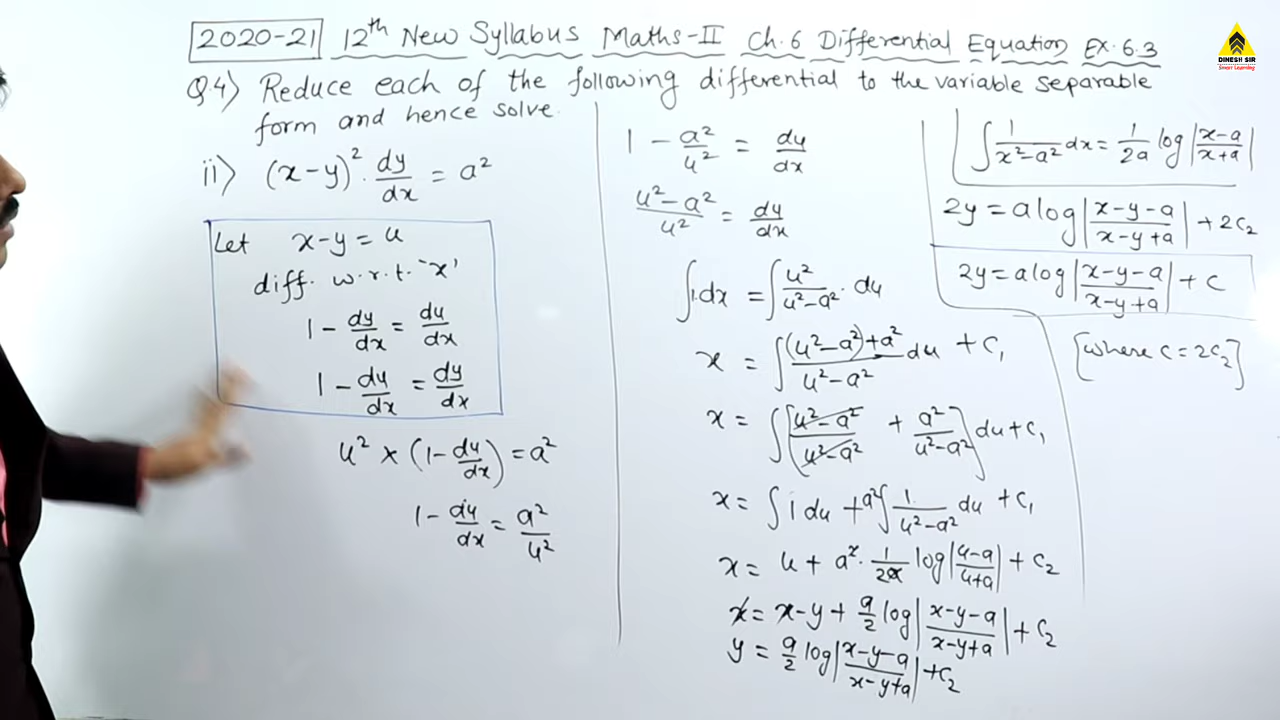 2020-21 12th New Syllabus Maths-II Ch.6 Differential Equation Ex.6.3
Q.4) Reduce each of the following differential to the variable separable
form and hence solve.
ii) (x-y)². dy/dx = a²
Let x-y = u
diff. w.r.t. 'x'
1 - dy/dx = du/dx
1 - du/dx = dy/dx
u² × (1 - du/dx) = a²
1 - du/dx = a²/u²
1 - a²/u² = du/dx
(u²-a²)/u² = du/dx
∫1.dx = ∫ u²/(u²-a²) . du
x = ∫ ((u²-a²)+a²)/(u²-a²) du + c₁
x = ∫ [(u²-a²)/(u²-a²) + a²/(u²-a²)] du + c₁
x = ∫ 1 du + a² ∫ 1/(u²-a²) du + c₁
x = u + a² . 1/2a log |(u-a)/(u+a)| + c₂
x = x-y + a/2 log |(x-y-a)/(x-y+a)| + c₂
y = a/2 log |(x-y-a)/(x-y+a)| + c₂
∫ 1/(x²-a²) dx = 1/2a log |(x-a)/(x+a)|
2y = a log |(x-y-a)/(x-y+a)| + 2c₂
2y = a log |(x-y-a)/(x-y+a)| + c
[where c = 2c₂]
DINESH SIR
Smart Learning